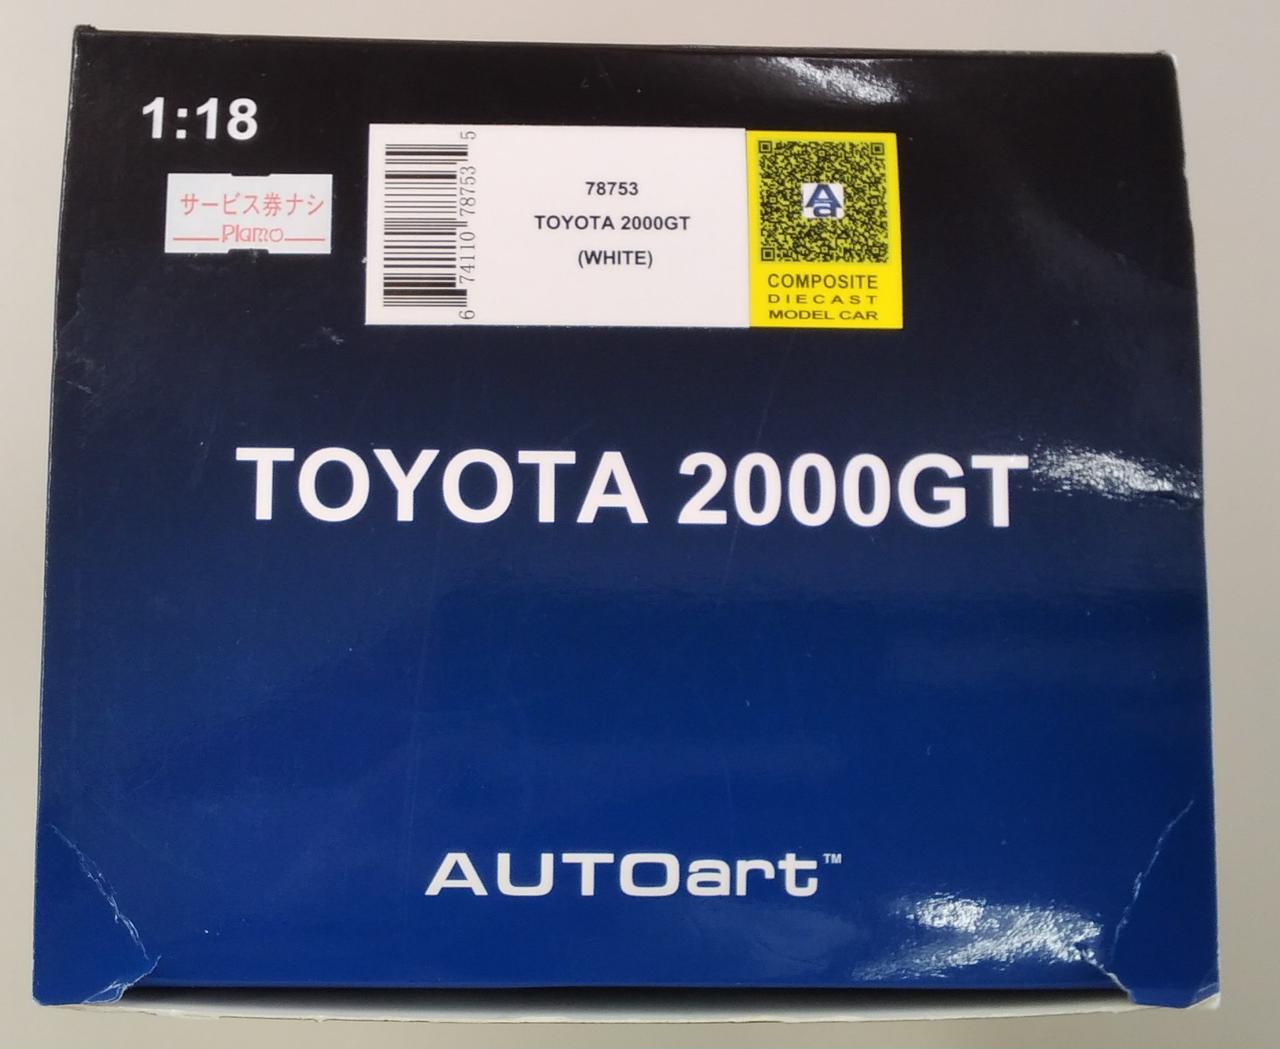 1:18
サービス券ナシ
Plamo
6 74110 78753 5
78753
TOYOTA 2000GT
(WHITE)
Aa
COMPOSITE
DIECAST
MODEL CAR
TOYOTA 2000GT
AUTOart™